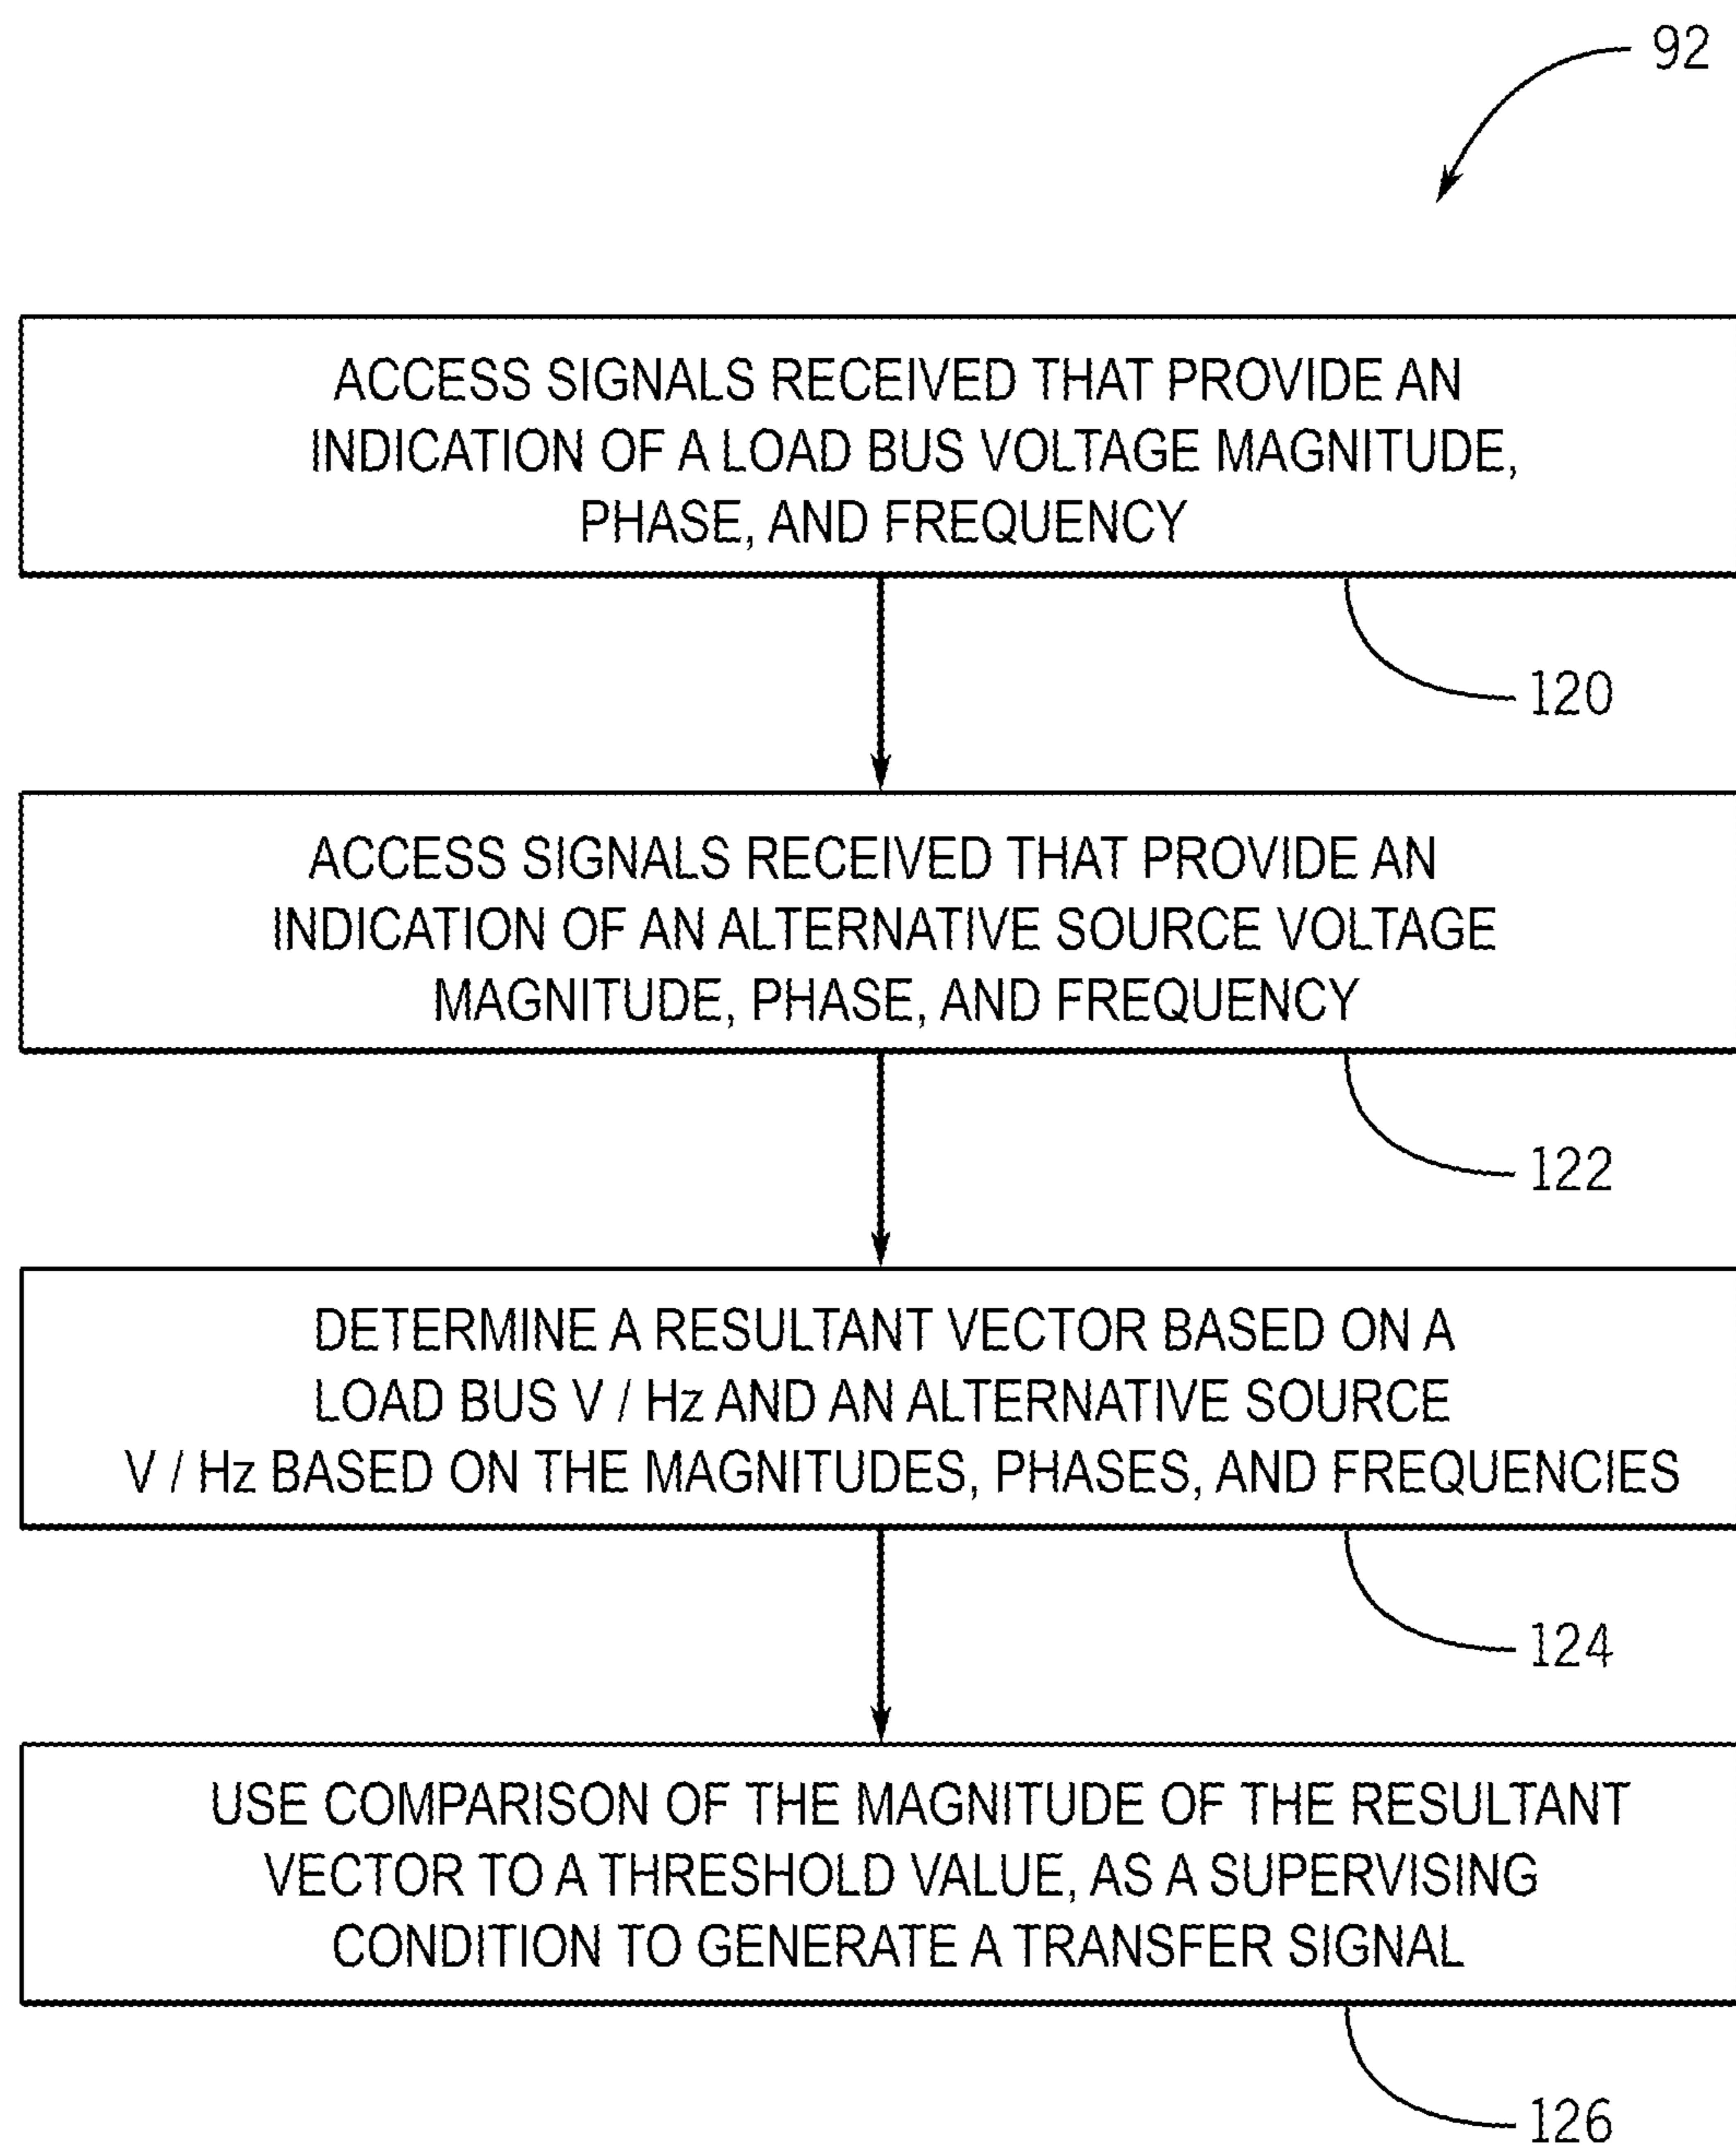 92
ACCESS SIGNALS RECEIVED THAT PROVIDE AN
INDICATION OF A LOAD BUS VOLTAGE MAGNITUDE,
PHASE, AND FREQUENCY
120
ACCESS SIGNALS RECEIVED THAT PROVIDE AN
INDICATION OF AN ALTERNATIVE SOURCE VOLTAGE
MAGNITUDE, PHASE, AND FREQUENCY
122
DETERMINE A RESULTANT VECTOR BASED ON A
LOAD BUS V / Hz AND AN ALTERNATIVE SOURCE
V / Hz BASED ON THE MAGNITUDES, PHASES, AND FREQUENCIES
124
USE COMPARISON OF THE MAGNITUDE OF THE RESULTANT
VECTOR TO A THRESHOLD VALUE, AS A SUPERVISING
CONDITION TO GENERATE A TRANSFER SIGNAL
126